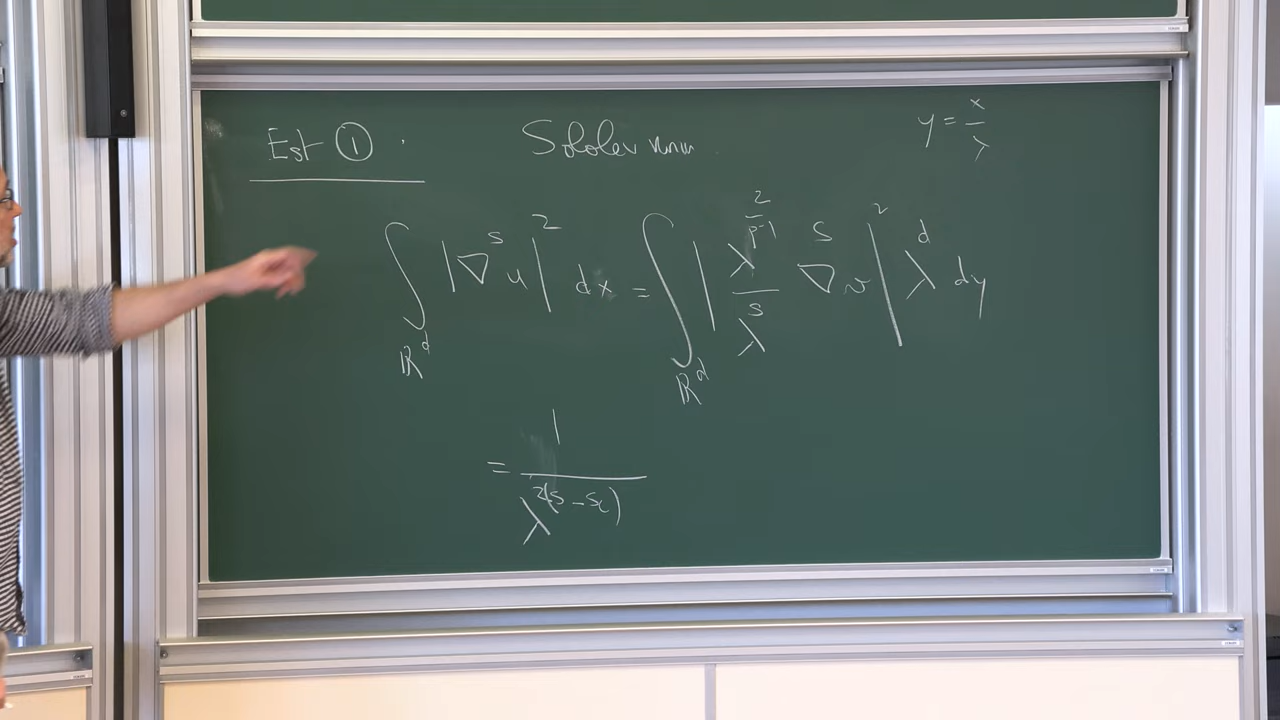 Est ① . Sobolev norm y = x/λ
∫_{ℝ^d} |∇^s u|^2 dx = ∫_{ℝ^d} | λ^{2/(p-1)} / λ^s ∇^s v |^2 λ^d dy
= 1 / λ^{2(s-s_c)}